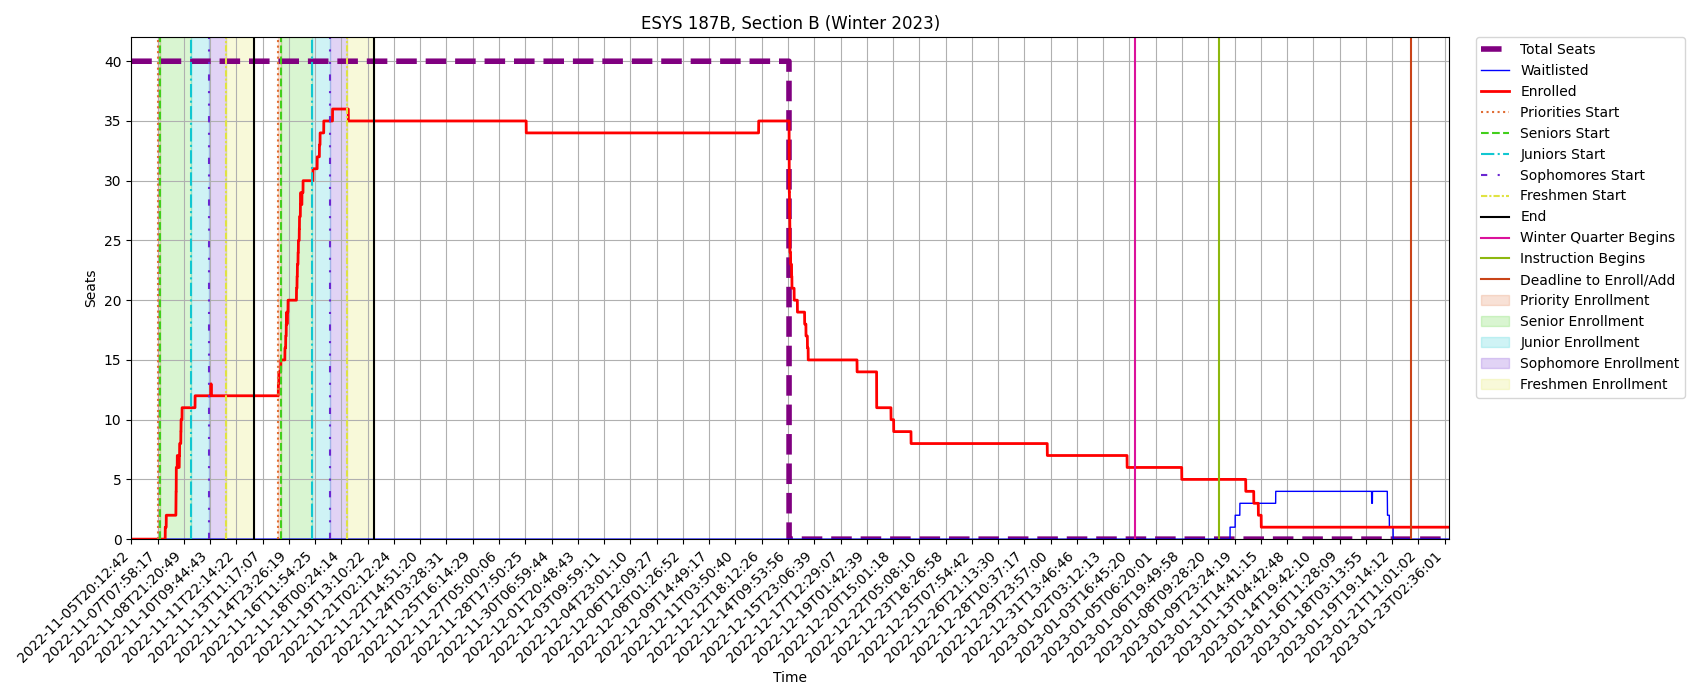 ESYS 187B, Section B (Winter 2023)
Total Seats
Waitlisted
Enrolled
Priorities Start
Seniors Start
Juniors Start
Sophomores Start
Freshmen Start
End
Winter Quarter Begins
Instruction Begins
Deadline to Enroll/Add
Priority Enrollment
Senior Enrollment
Junior Enrollment
Sophomore Enrollment
Freshmen Enrollment
Seats
40
35
30
25
20
15
10
5
0
2022-11-05T20:12:42
2022-11-07T07:58:17
2022-11-08T21:20:49
2022-11-10T09:44:43
2022-11-11T22:14:22
2022-11-13T11:17:07
2022-11-14T23:26:19
2022-11-16T11:54:25
2022-11-18T00:24:14
2022-11-19T13:10:22
2022-11-21T02:12:24
2022-11-22T14:51:20
2022-11-24T03:28:31
2022-11-25T16:14:29
2022-11-27T05:00:06
2022-11-28T17:50:25
2022-11-30T06:59:44
2022-12-01T20:48:43
2022-12-03T09:59:11
2022-12-04T23:01:10
2022-12-06T12:09:27
2022-12-08T01:26:52
2022-12-09T14:49:17
2022-12-11T03:50:40
2022-12-12T18:12:26
2022-12-14T09:53:56
2022-12-15T23:06:39
2022-12-17T12:29:07
2022-12-19T01:42:39
2022-12-20T15:01:18
2022-12-22T05:08:10
2022-12-23T18:26:58
2022-12-25T07:54:42
2022-12-26T21:13:30
2022-12-28T10:37:17
2022-12-29T23:57:00
2022-12-31T13:46:46
2023-01-02T03:12:13
2023-01-03T16:45:20
2023-01-05T06:20:01
2023-01-06T19:49:58
2023-01-08T09:28:20
2023-01-09T23:24:19
2023-01-11T14:41:15
2023-01-13T04:42:48
2023-01-14T19:42:10
2023-01-16T11:28:09
2023-01-18T03:13:55
2023-01-19T19:14:12
2023-01-21T11:01:02
2023-01-23T02:36:01
Time